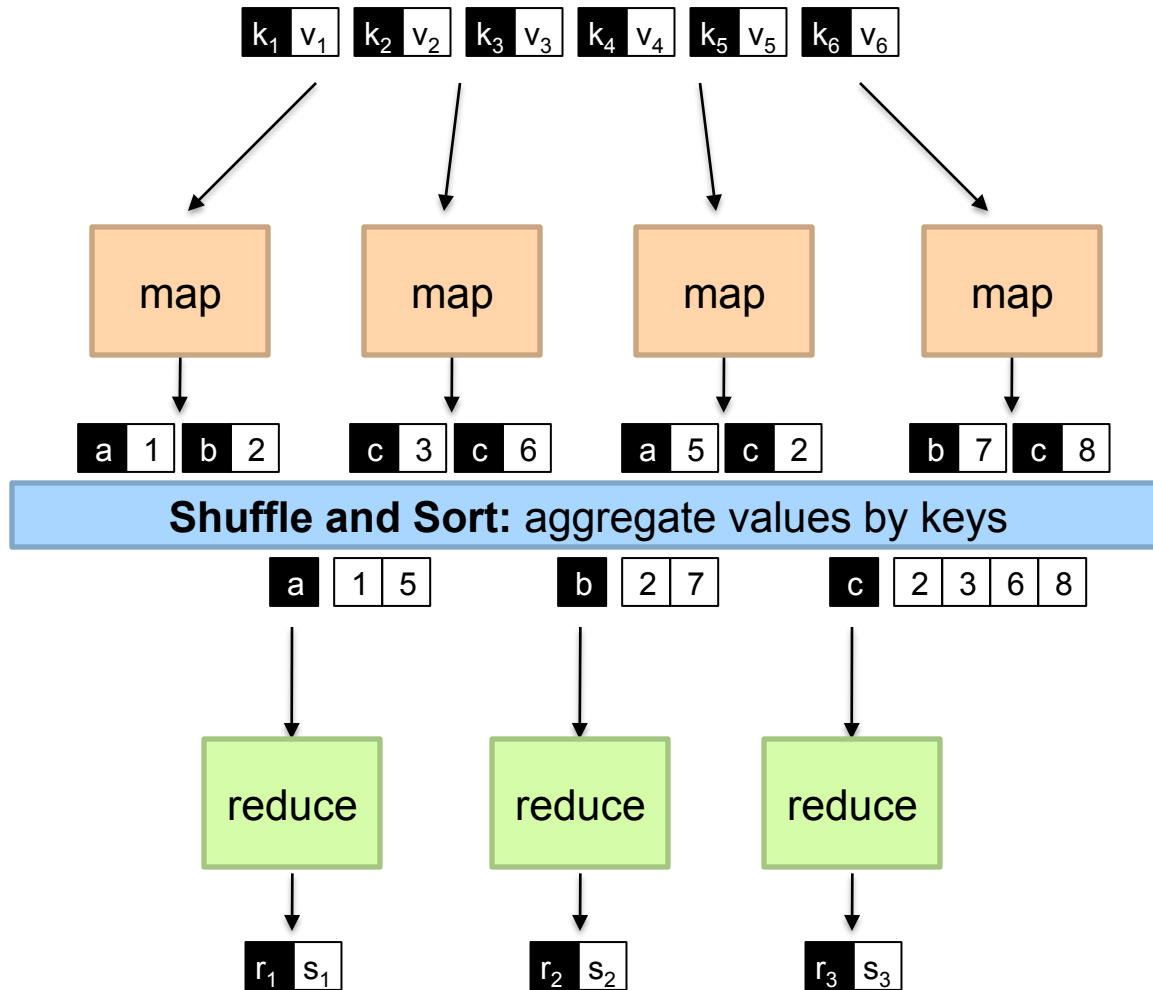 k₁ v₁ k₂ v₂ k₃ v₃ k₄ v₄ k₅ v₅ k₆ v₆
map map map map
a 1 b 2 c 3 c 6 a 5 c 2 b 7 c 8
Shuffle and Sort: aggregate values by keys
a 1 5 b 2 7 c 2 3 6 8
reduce reduce reduce
r₁ s₁ r₂ s₂ r₃ s₃